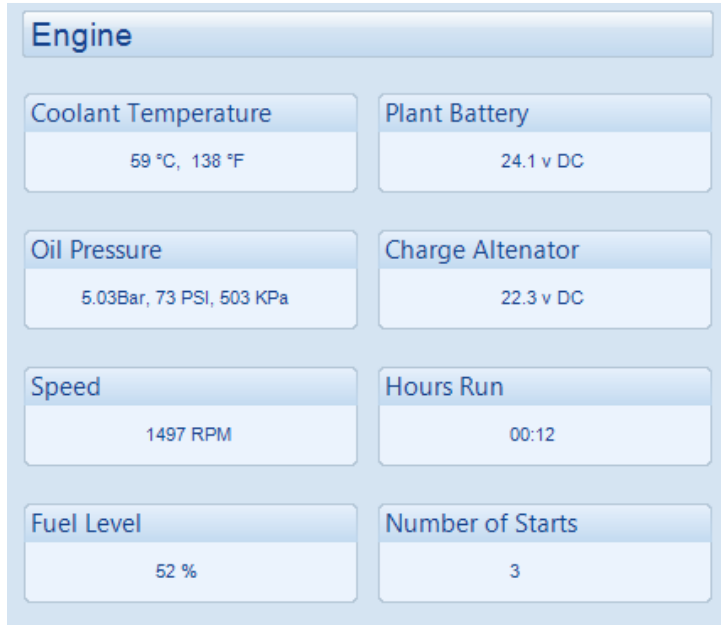 Engine
Coolant Temperature
59 °C, 138 °F
Plant Battery
24.1 v DC
Oil Pressure
5.03Bar, 73 PSI, 503 KPa
Charge Altenator
22.3 v DC
Speed
1497 RPM
Hours Run
00:12
Fuel Level
52 %
Number of Starts
3